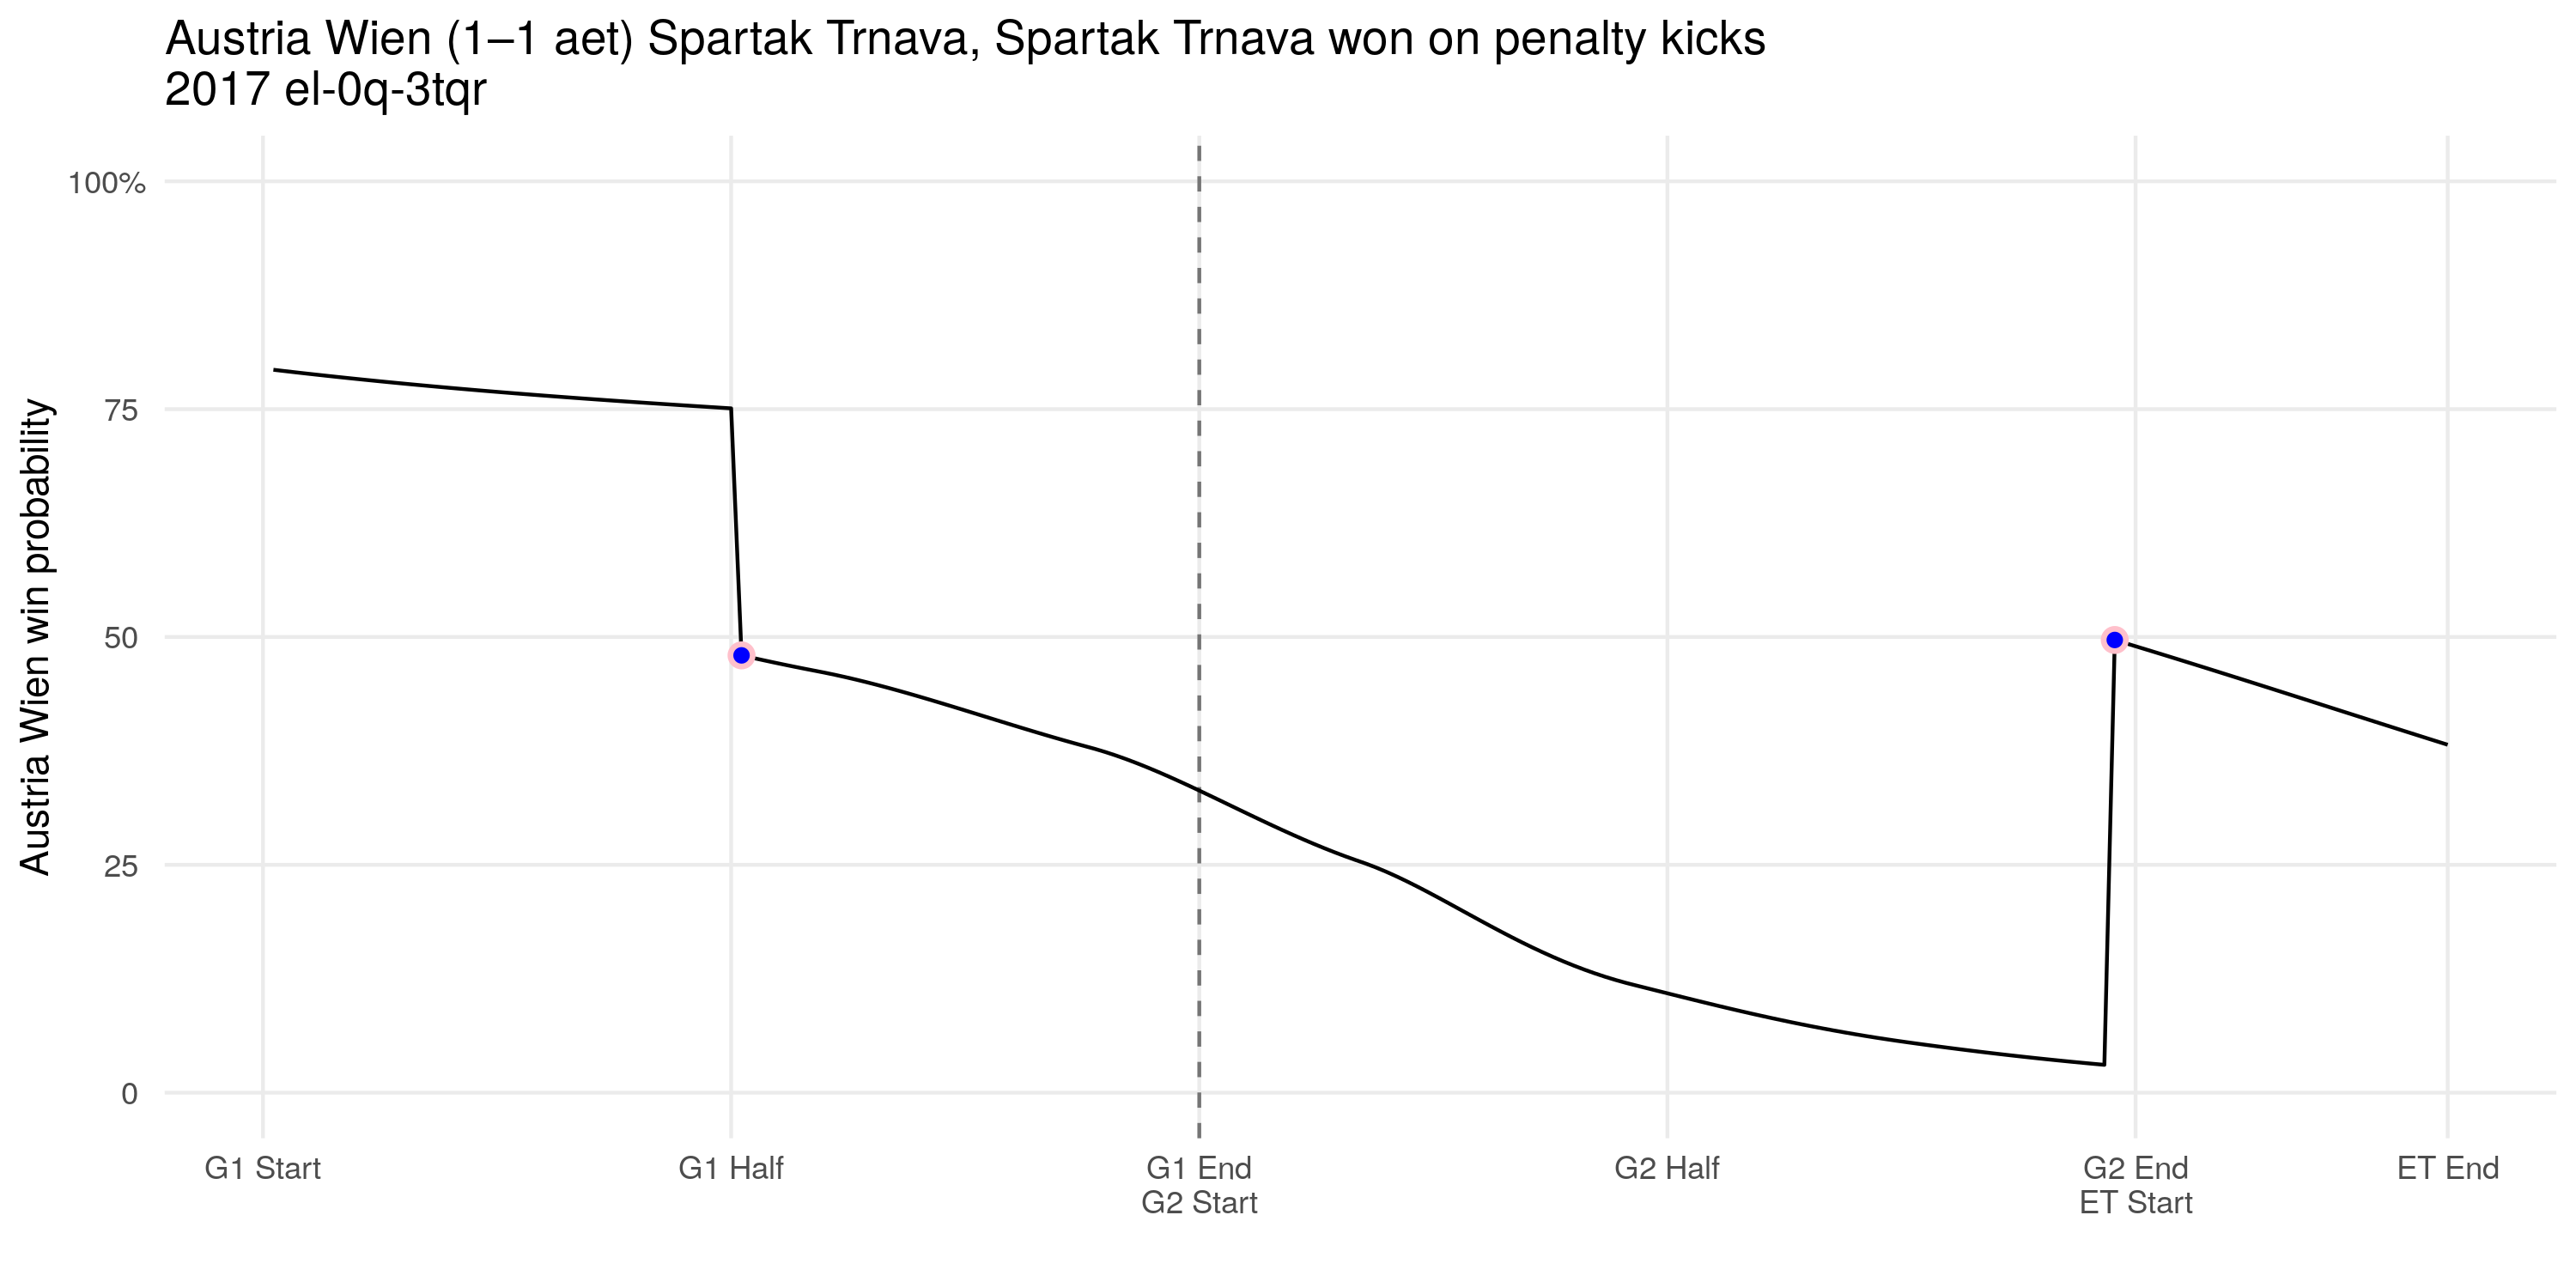 Austria Wien (1–1 aet) Spartak Trnava, Spartak Trnava won on penalty kicks
2017 el-0q-3tqr
Austria Wien win probability
100%
75
50
25
0
G1 Start
G1 Half
G1 End
G2 Start
G2 Half
G2 End
ET Start
ET End